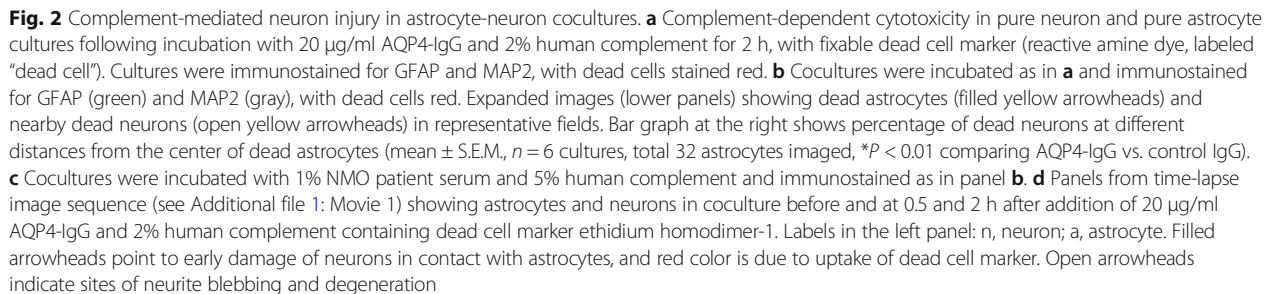 Fig. 2 Complement-mediated neuron injury in astrocyte-neuron cocultures. a Complement-dependent cytotoxicity in pure neuron and pure astrocyte
cultures following incubation with 20 μg/ml AQP4-IgG and 2% human complement for 2 h, with fixable dead cell marker (reactive amine dye, labeled
“dead cell”). Cultures were immunostained for GFAP and MAP2, with dead cells stained red. b Cocultures were incubated as in a and immunostained
for GFAP (green) and MAP2 (gray), with dead cells red. Expanded images (lower panels) showing dead astrocytes (filled yellow arrowheads) and
nearby dead neurons (open yellow arrowheads) in representative fields. Bar graph at the right shows percentage of dead neurons at different
distances from the center of dead astrocytes (mean ± S.E.M., n = 6 cultures, total 32 astrocytes imaged, *P < 0.01 comparing AQP4-IgG vs. control IgG).
c Cocultures were incubated with 1% NMO patient serum and 5% human complement and immunostained as in panel b. d Panels from time-lapse
image sequence (see Additional file 1: Movie 1) showing astrocytes and neurons in coculture before and at 0.5 and 2 h after addition of 20 μg/ml
AQP4-IgG and 2% human complement containing dead cell marker ethidium homodimer-1. Labels in the left panel: n, neuron; a, astrocyte. Filled
arrowheads point to early damage of neurons in contact with astrocytes, and red color is due to uptake of dead cell marker. Open arrowheads
indicate sites of neurite blebbing and degeneration